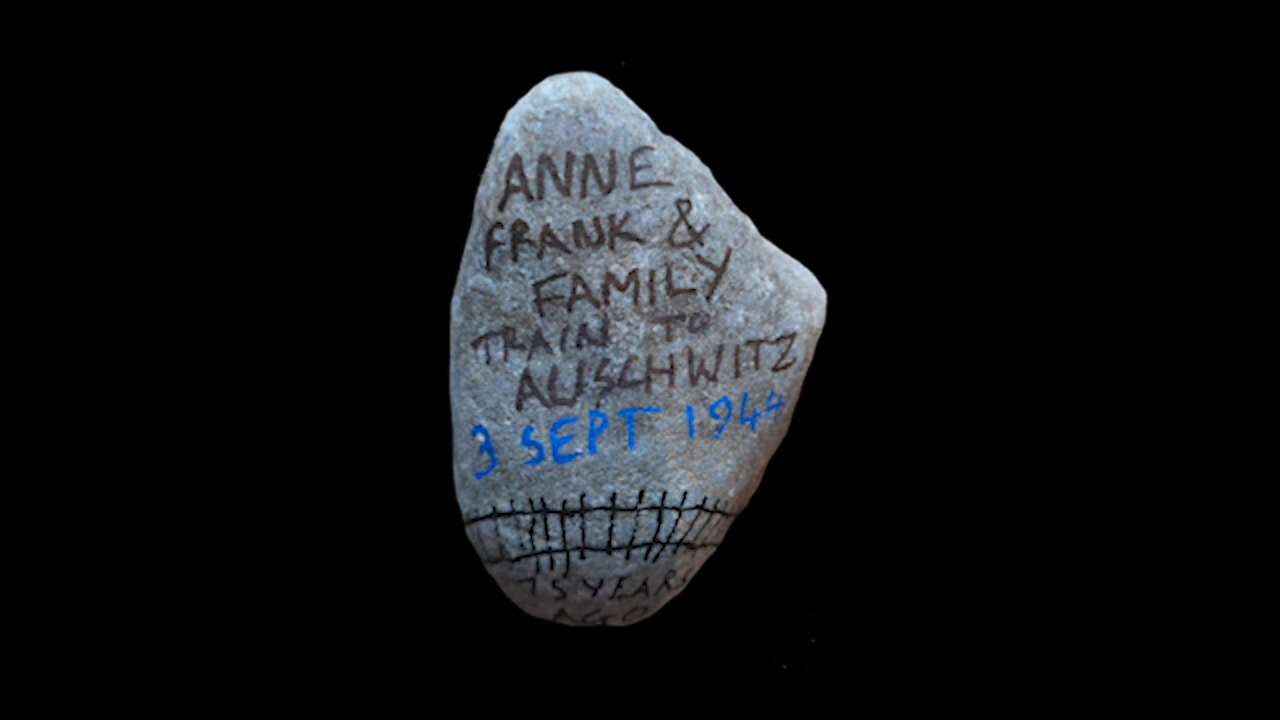 ANNE
FRANK &
FAMILY
TRAIN TO
AUSCHWITZ
3 SEPT 1944
75 YEARS
AGO